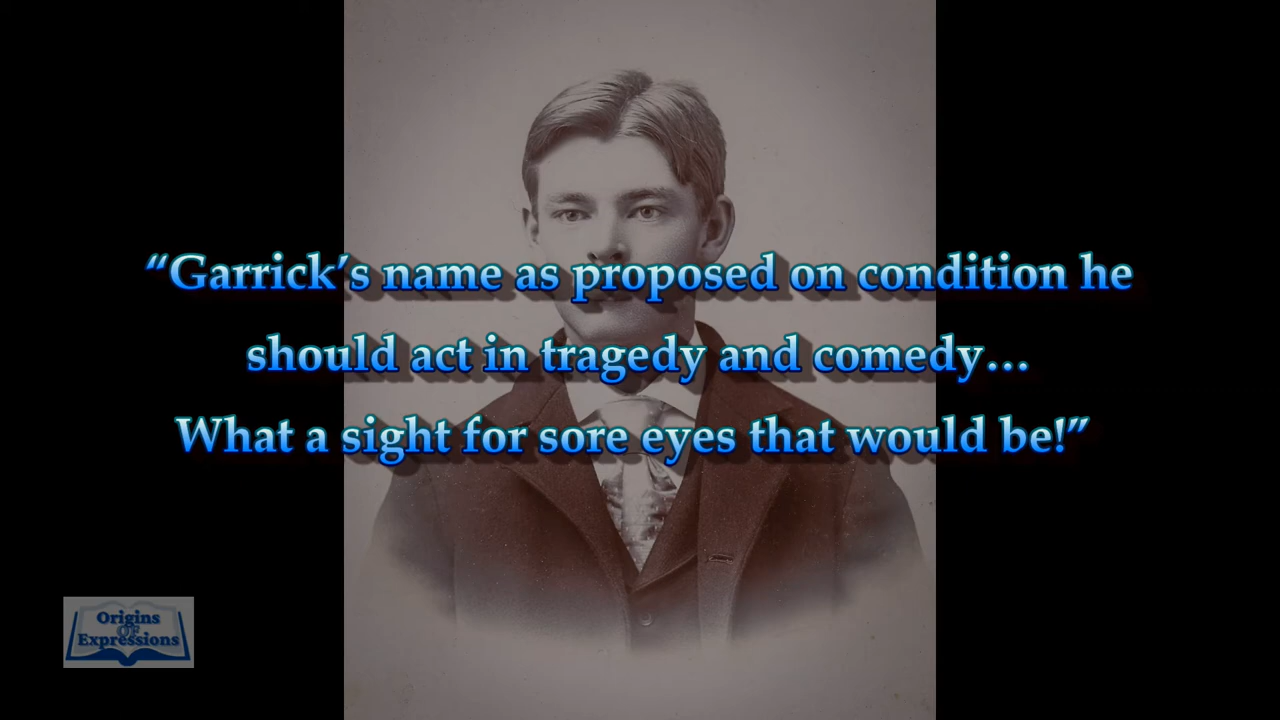 “Garrick’s name as proposed on condition he
should act in tragedy and comedy…
What a sight for sore eyes that would be!”
Origins
OF
Expressions